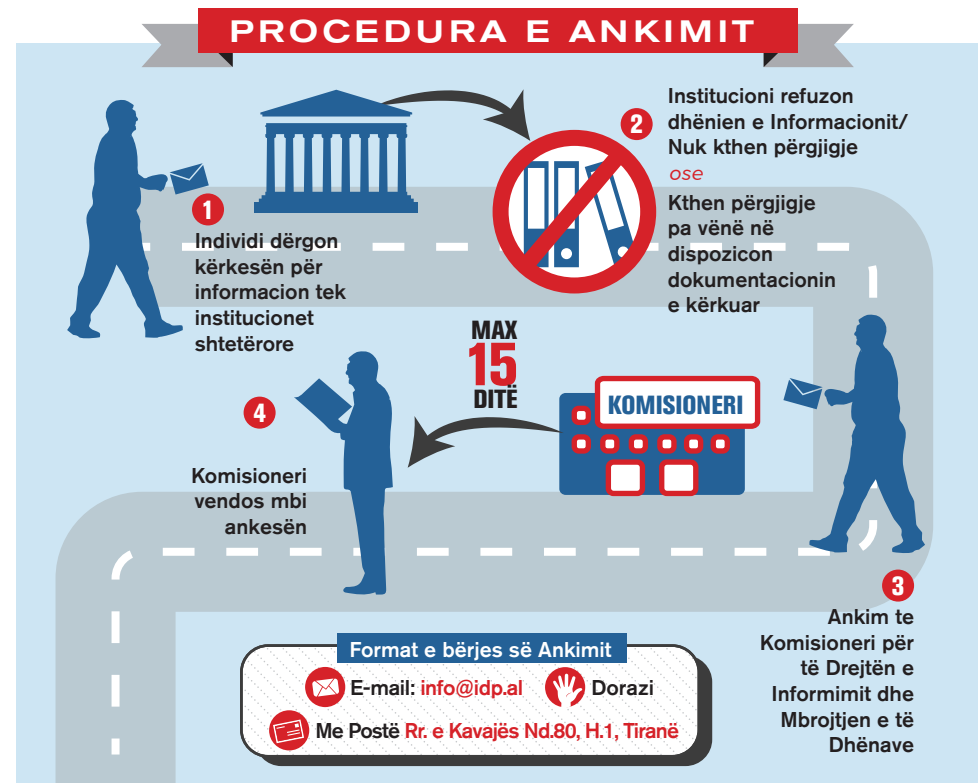 PROCEDURA E ANKIMIT
1
Individi dërgon
kërkesën për
informacion tek
institucionet
shtetërore
2
Institucioni refuzon
dhënien e Informacionit/
Nuk kthen përgjigje
ose
Kthen përgjigje
pa vënë në
dispozicon
dokumentacionin
e kërkuar
3
Ankim te
Komisioneri për
të Drejtën e
Informimit dhe
Mbrojtjen e të
Dhënave
KOMISIONERI
MAX
15
DITË
4
Komisioneri
vendos mbi
ankesën
Format e bërjes së Ankimit
E-mail: info@idp.al Dorazi
Me Postë Rr. e Kavajës Nd.80, H.1, Tiranë